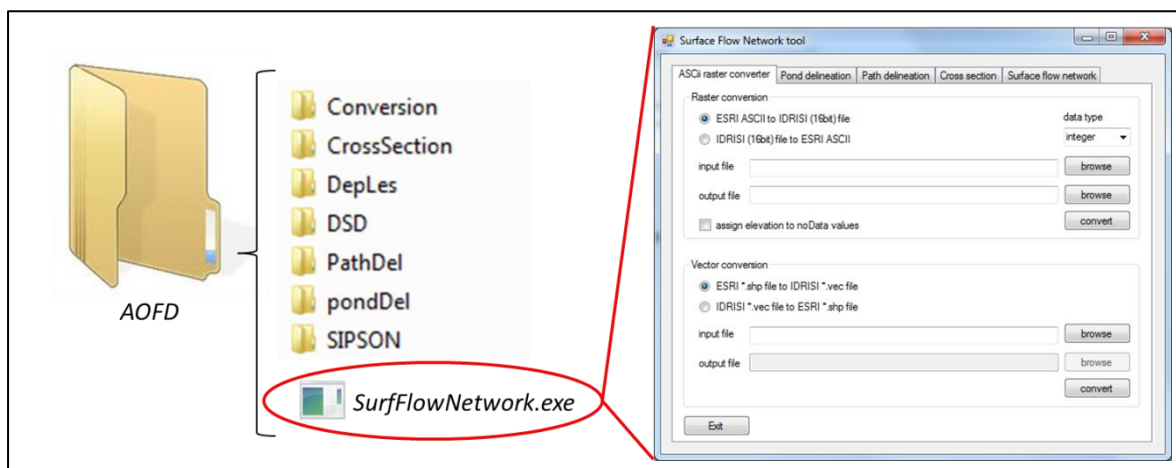 AOFD
Conversion
CrossSection
DepLes
DSD
PathDel
pondDel
SIPSON
SurfFlowNetwork.exe
Surface Flow Network tool
ASCii raster converter Pond delineation Path delineation Cross section Surface flow network
Raster conversion
ESRI ASCII to IDRISI (16bit) file
data type
IDRISI (16bit) file to ESRI ASCII
integer
input file
browse
output file
browse
assign elevation to noData values
convert
Vector conversion
ESRI *.shp file to IDRISI *.vec file
IDRISI *.vec file to ESRI *.shp file
input file
browse
output file
browse
convert
Exit